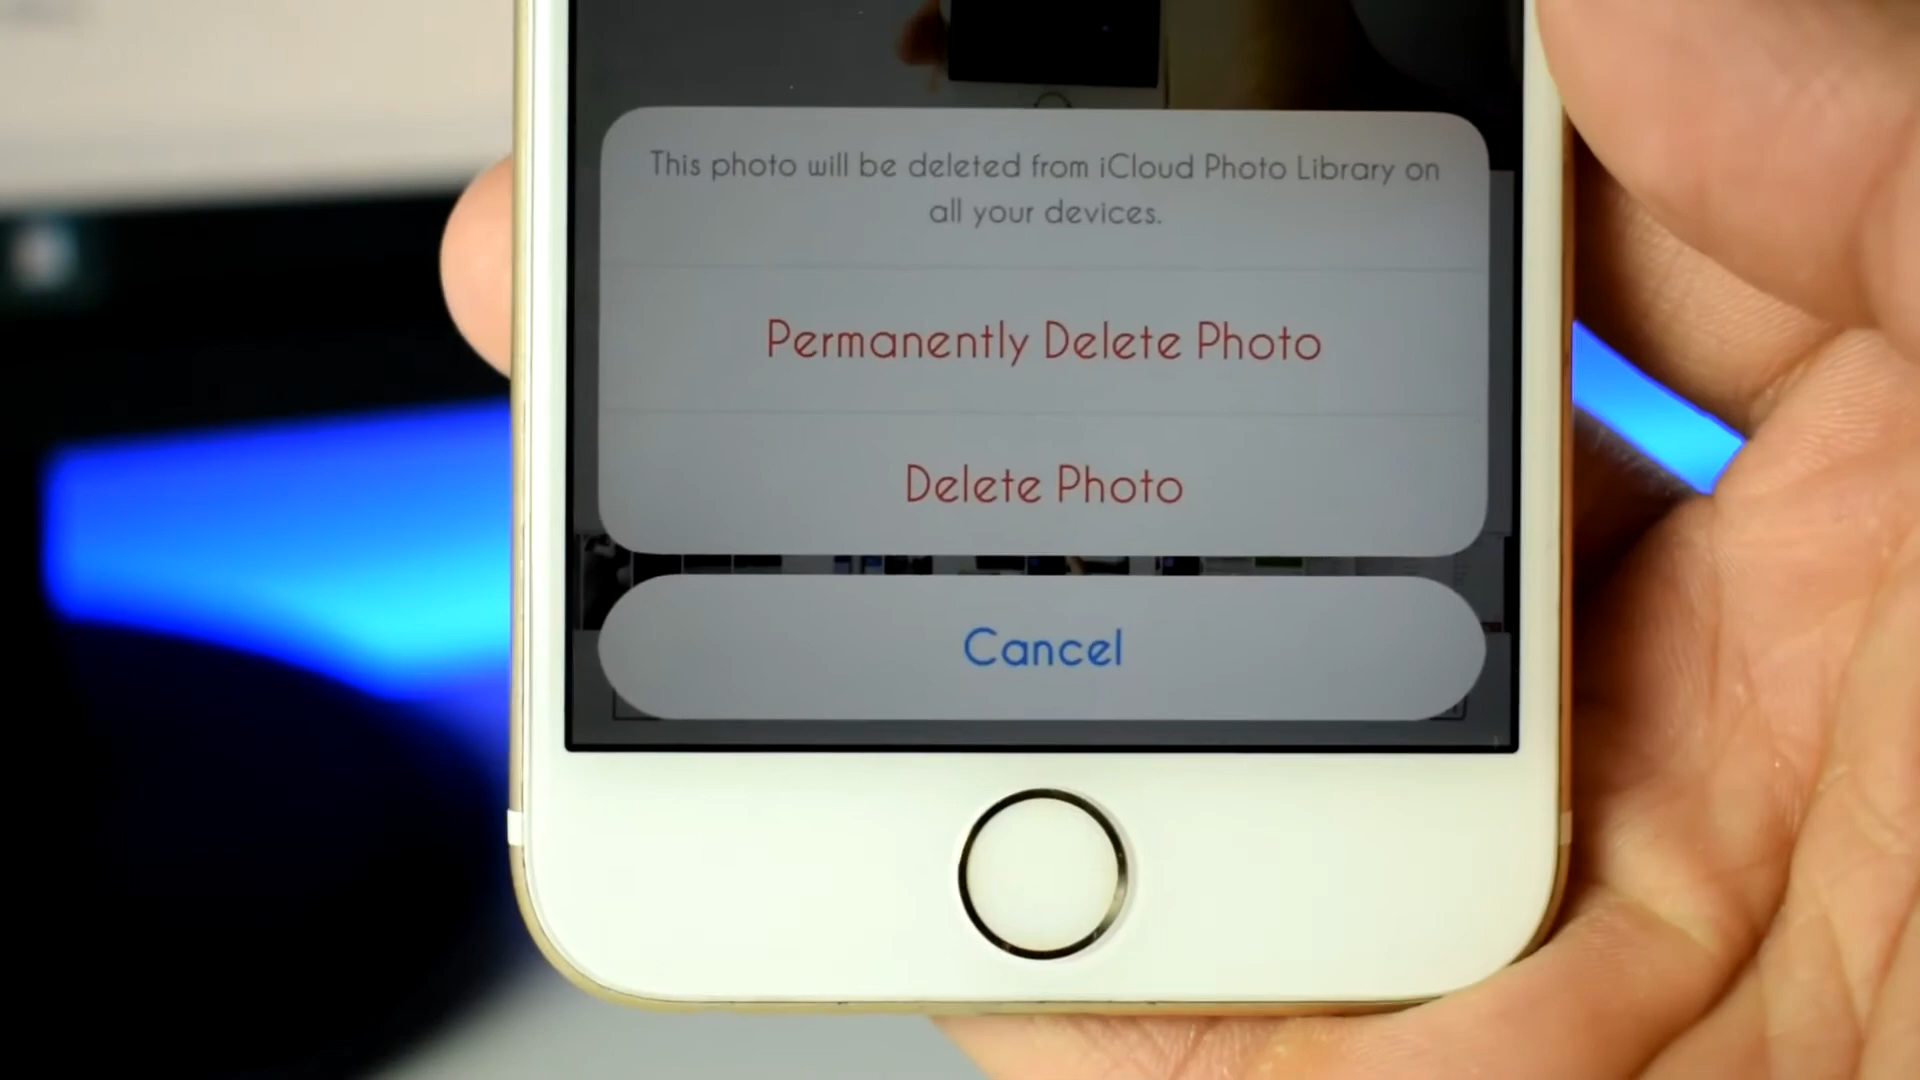 This photo will be deleted from iCloud Photo Library on
all your devices.
Permanently Delete Photo
Delete Photo
Cancel